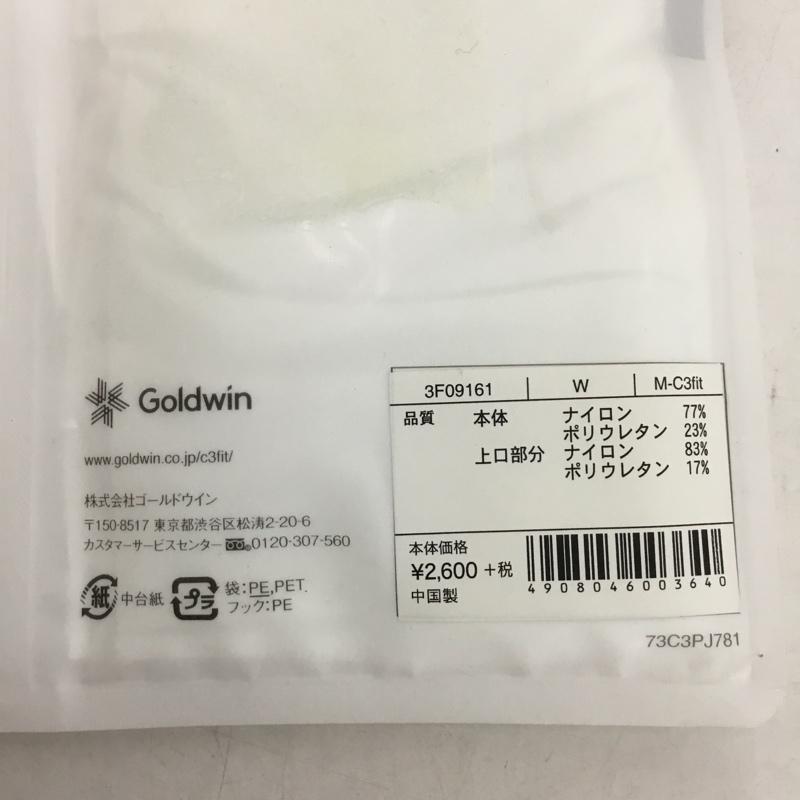 Goldwin
www.goldwin.co.jp/c3fit/
株式会社ゴールドウイン
〒150-8517 東京都渋谷区松涛2-20-6
カスタマーサービスセンター 0120-307-560
紙 中台紙 プラ 袋:PE,PET.
フック:PE
3F09161 W M-C3fit
品質 本体 ナイロン 77%
ポリウレタン 23%
上口部分 ナイロン 83%
ポリウレタン 17%
本体価格
¥2,600 +税
中国製
4908046003640
73C3PJ781